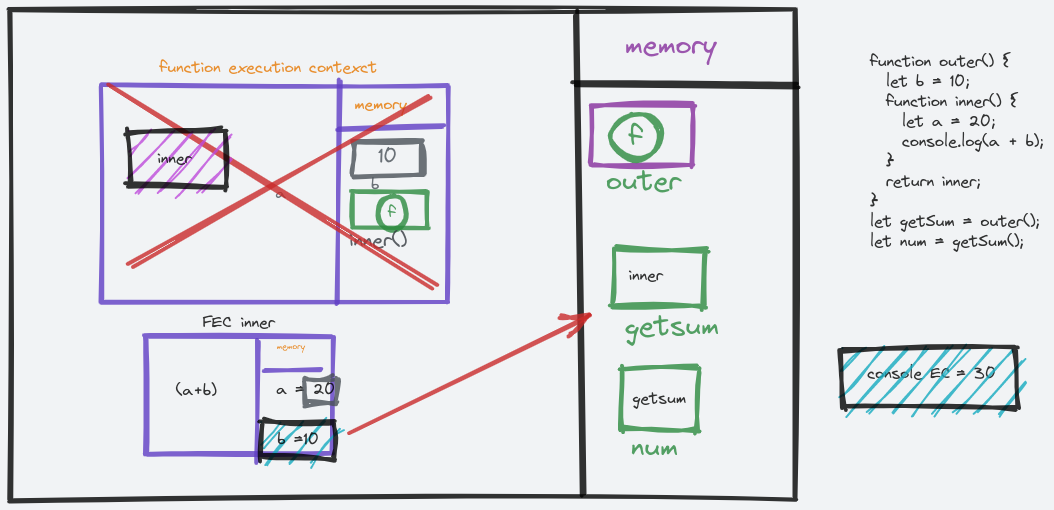 function execution contexct
memory
inner
10
b
a
f
inner()
FEC inner
memory
(a+b)
a = 20
b =10
memory
f
outer
inner
getsum
getsum
num
function outer() {
let b = 10;
function inner() {
let a = 20;
console.log(a + b);
}
return inner;
}
let getSum = outer();
let num = getSum();
console EC = 30